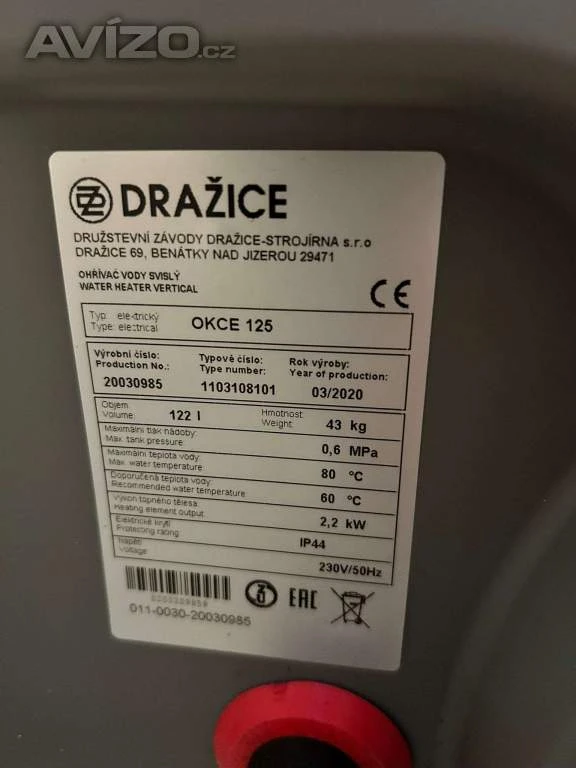 AVÍZO.cz
DRAŽICE
DRUŽSTEVNÍ ZÁVODY DRAŽICE-STROJÍRNA s.r.o
DRAŽICE 69, BENÁTKY NAD JIZEROU 29471
OHŘÍVAČ VODY SVISLÝ
WATER HEATER VERTICAL
CE
Typ: elektrický
Type: electrical
OKCE 125
Výrobní číslo: Typové číslo: Rok výroby:
Production No.: Type number: Year of production:
20030985 1103108101 03/2020
Objem
Volume: 122 l
Hmotnost
Weight: 43 kg
Maximální tlak nádoby:
Max. tank pressure: 0,6 MPa
Maximální teplota vody:
Max. water temperature: 80 °C
Doporučená teplota vody:
Recommended water temperature: 60 °C
Výkon topného tělesa:
Heating element output: 2,2 kW
Elektrické krytí
Protecting rating: IP44
Napětí
Voltage: 230V/50Hz
EAC
011-0030-20030985